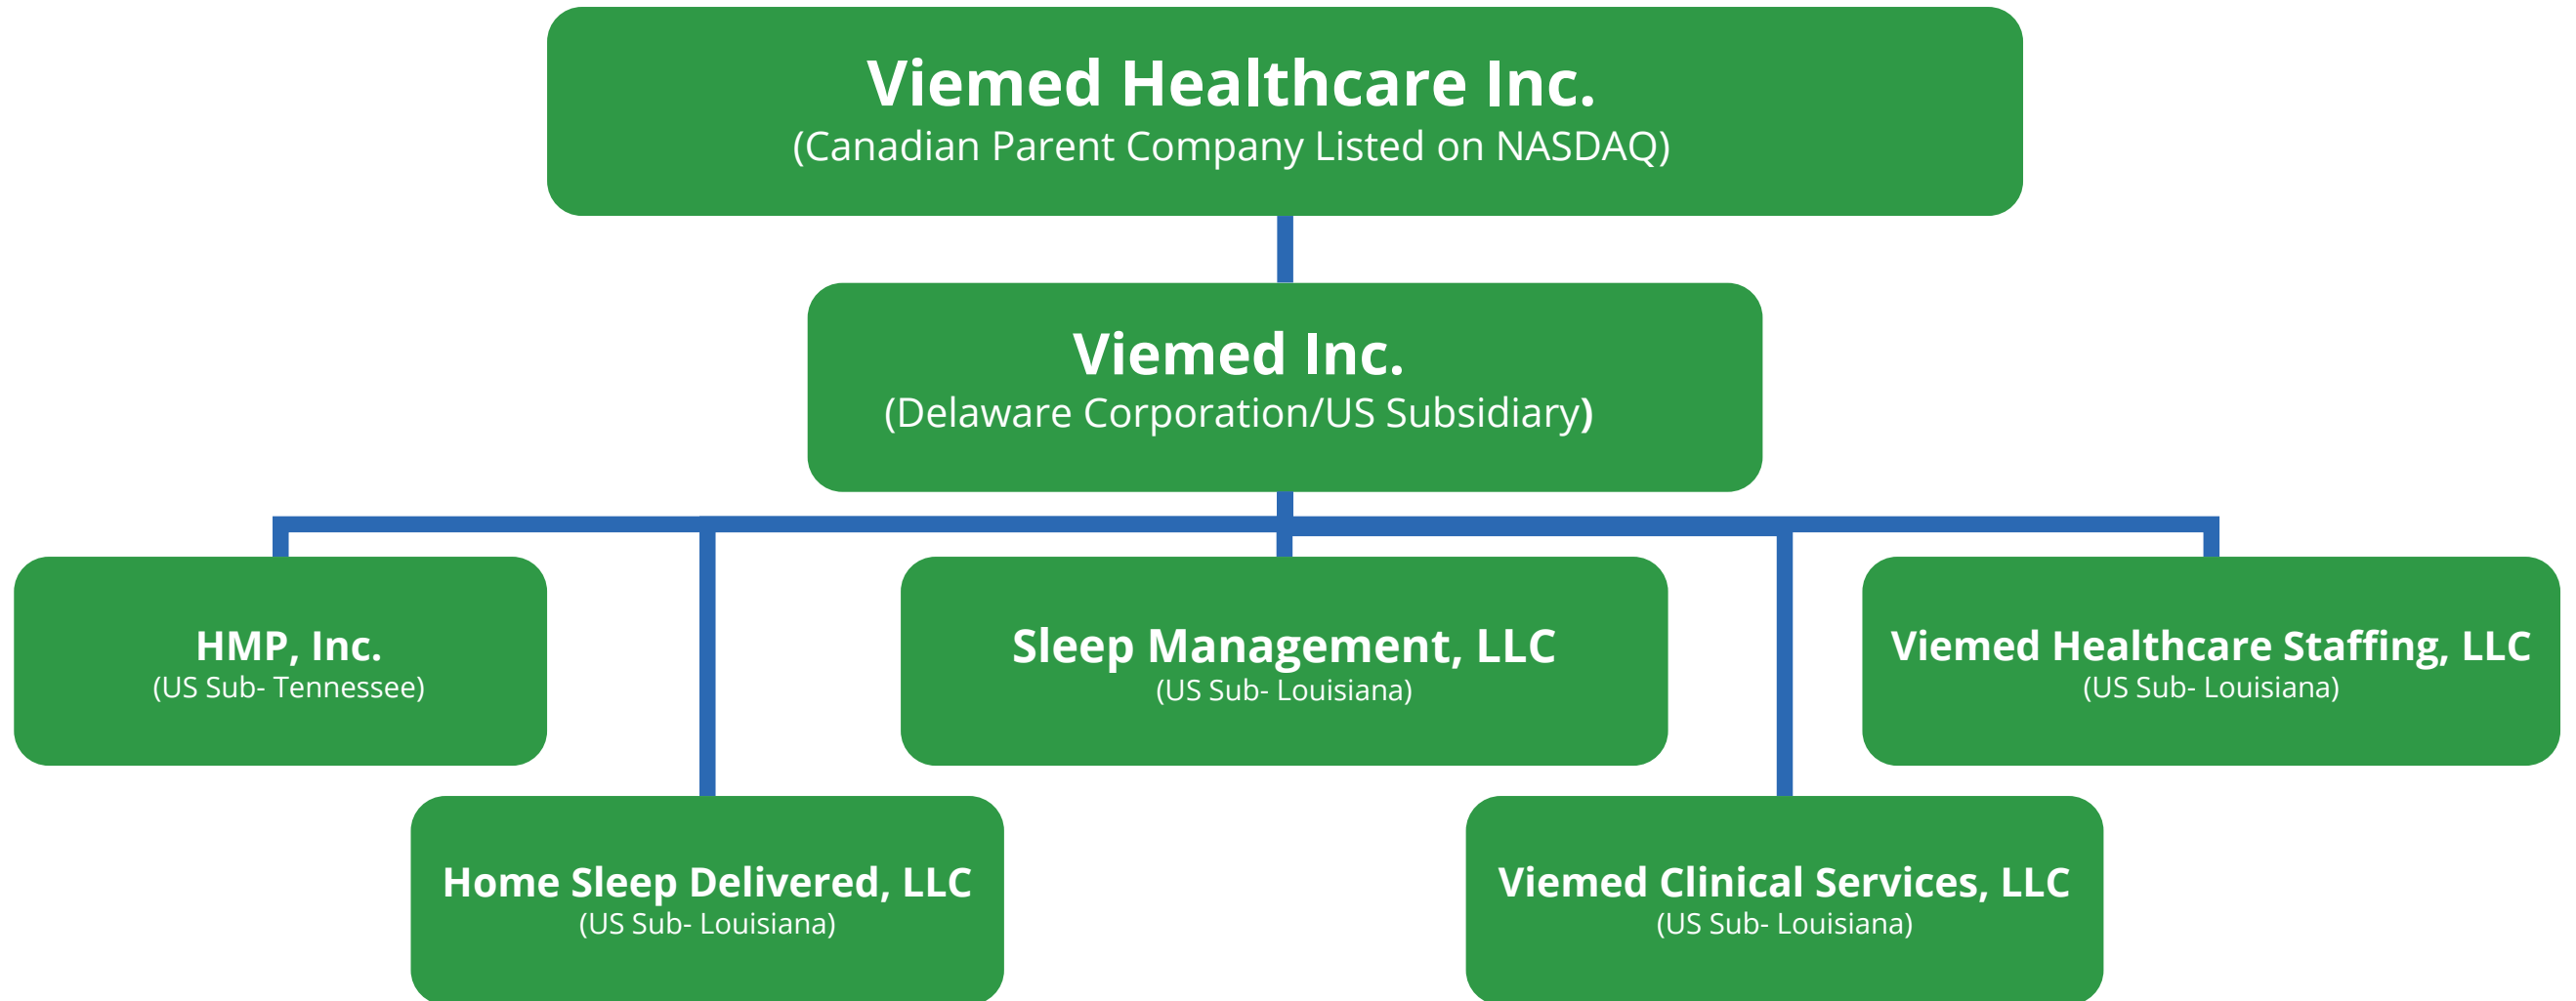 Viemed Healthcare Inc.
(Canadian Parent Company Listed on NASDAQ)
Viemed Inc.
(Delaware Corporation/US Subsidiary)
HMP, Inc.
(US Sub- Tennessee)
Sleep Management, LLC
(US Sub- Louisiana)
Viemed Healthcare Staffing, LLC
(US Sub- Louisiana)
Home Sleep Delivered, LLC
(US Sub- Louisiana)
Viemed Clinical Services, LLC
(US Sub- Louisiana)